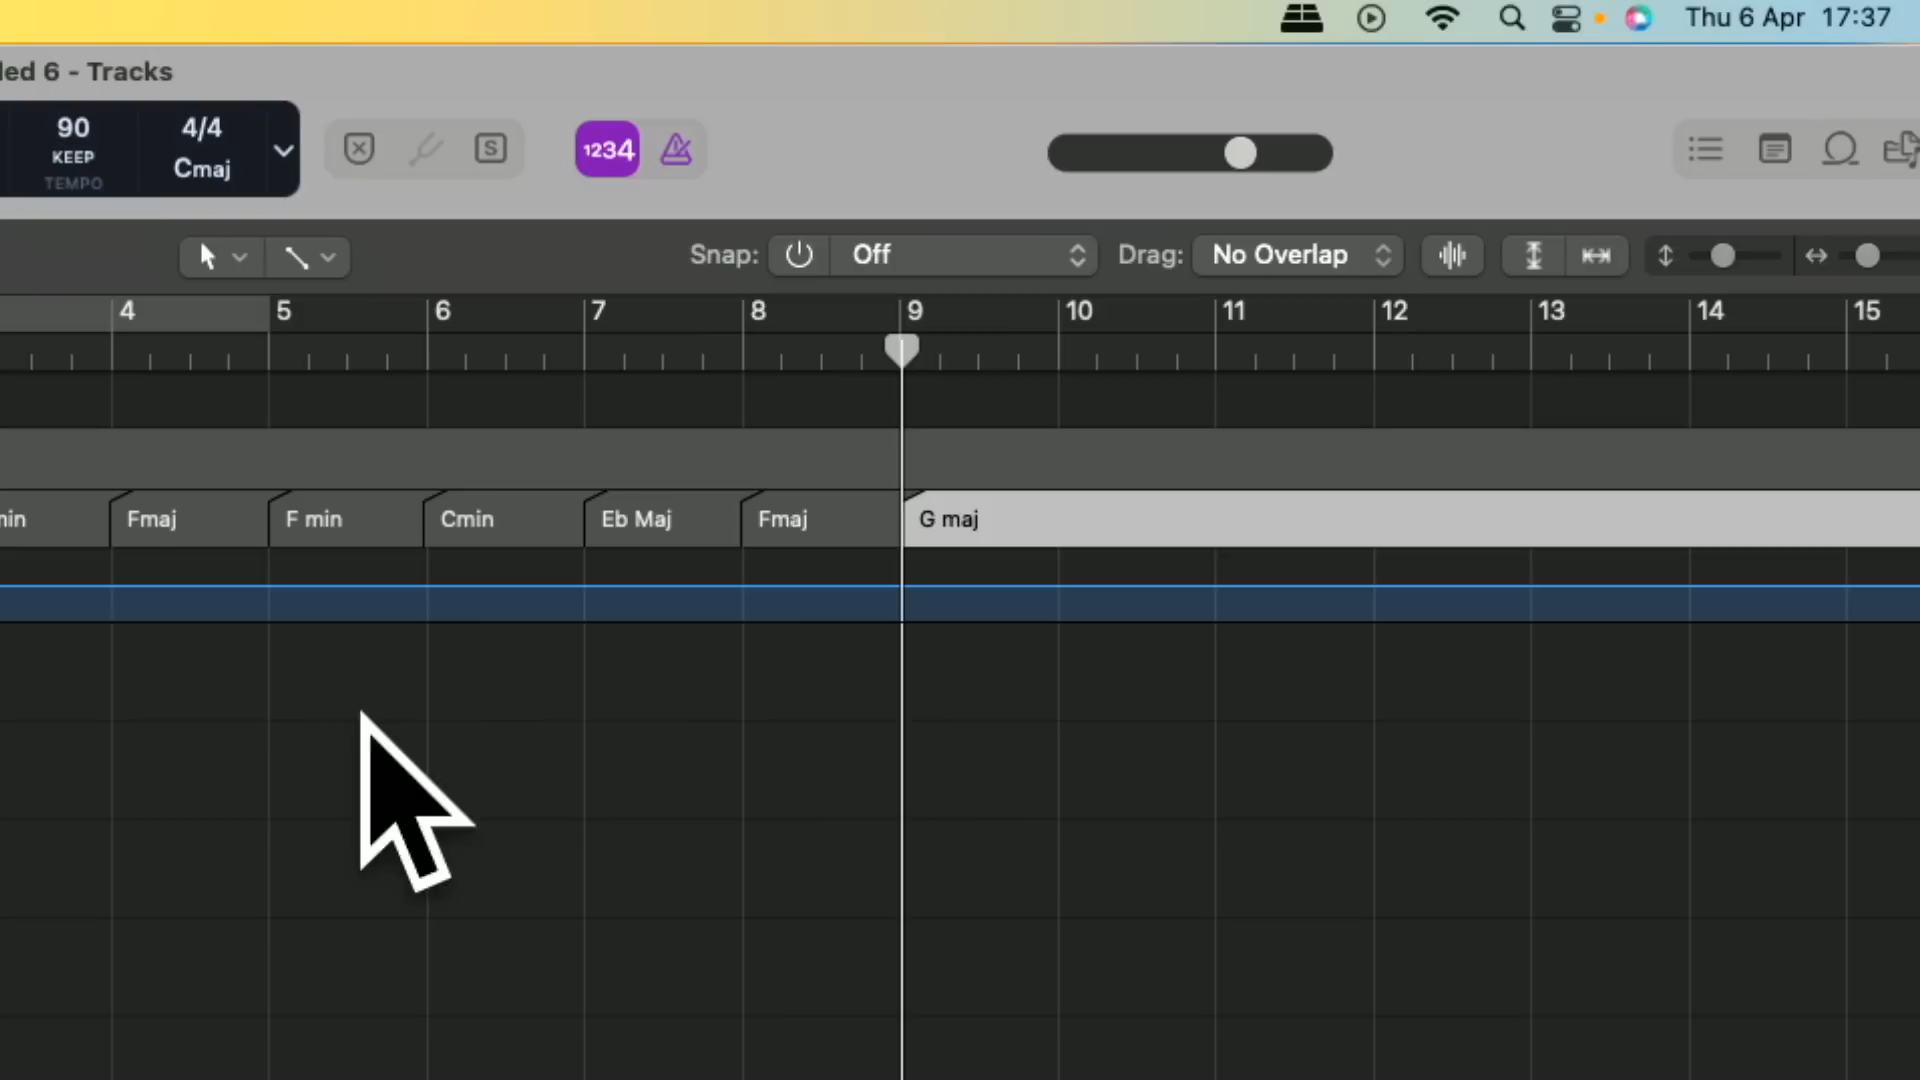 Thu 6 Apr 17:37
led 6 - Tracks
90
KEEP
TEMPO
4/4
Cmaj
S
1234
Snap: Off
Drag: No Overlap
4 5 6 7 8 9 10 11 12 13 14 15
min Fmaj F min Cmin Eb Maj Fmaj G maj